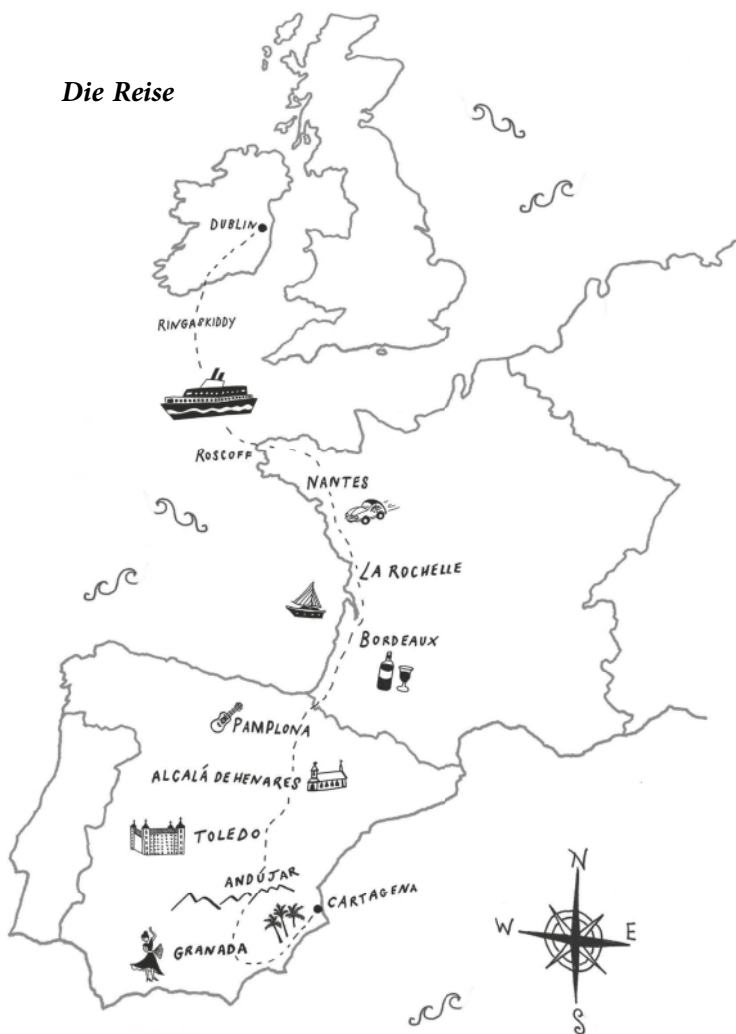 Die Reise
DUBLIN
RINGASKIDDY
ROSCOFF
NANTES
LA ROCHELLE
BORDEAUX
PAMPLONA
ALCALÁ DE HENARES
TOLEDO
ANDÚJAR
CARTAGENA
GRANADA
N
W
E
S